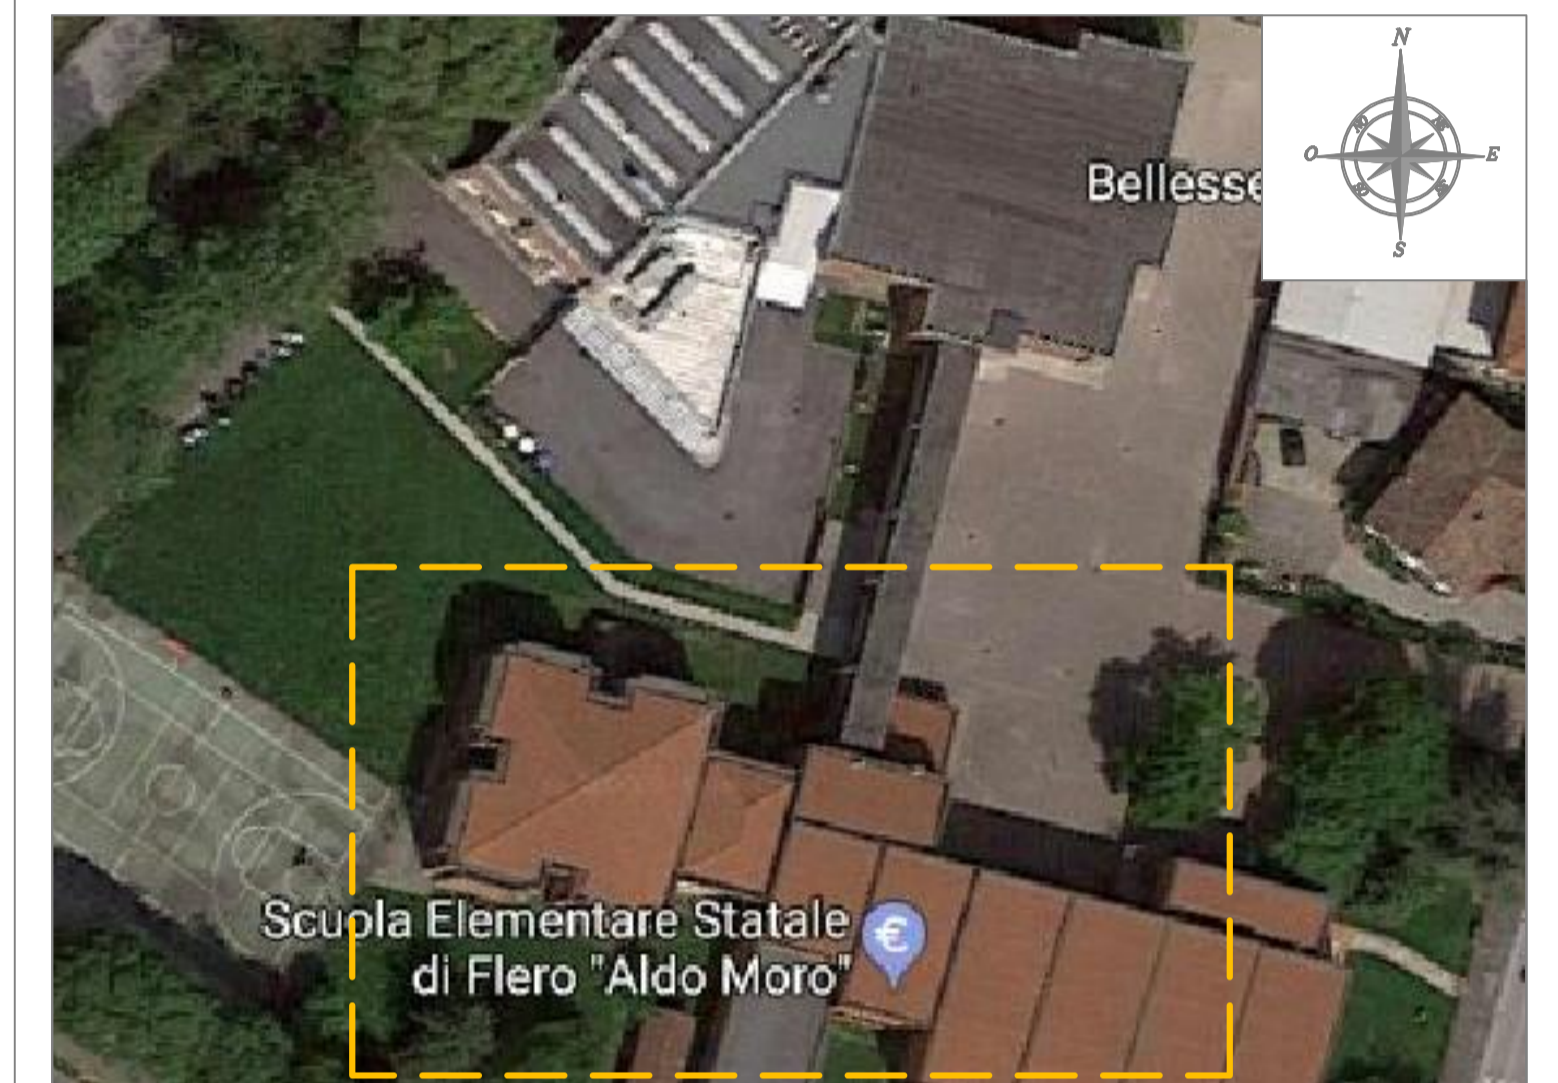 N
O
E
S
Bellesse
Scuola Elementare Statale
di Flero "Aldo Moro"
€